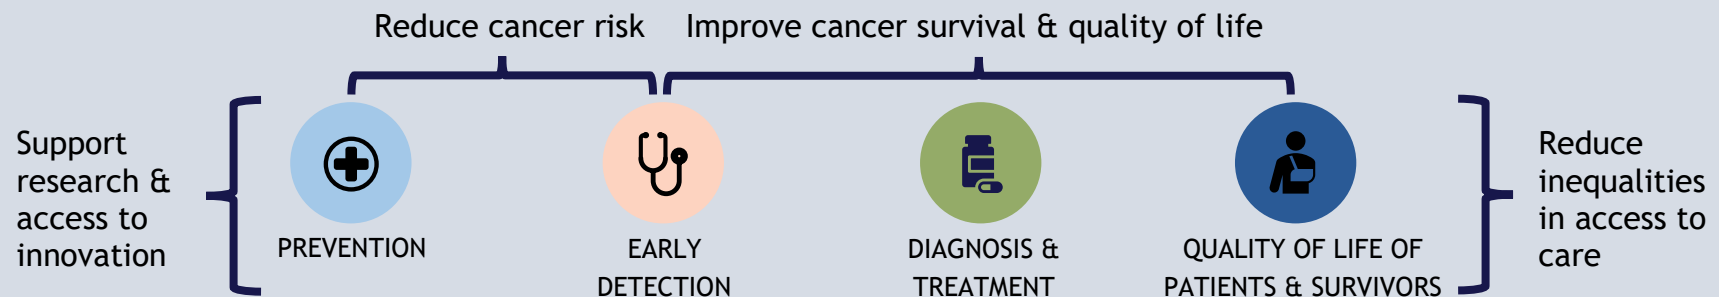 Reduce cancer risk
Improve cancer survival & quality of life
Support
research &
access to
innovation
PREVENTION
EARLY
DETECTION
DIAGNOSIS &
TREATMENT
QUALITY OF LIFE OF
PATIENTS & SURVIVORS
Reduce
inequalities
in access to
care